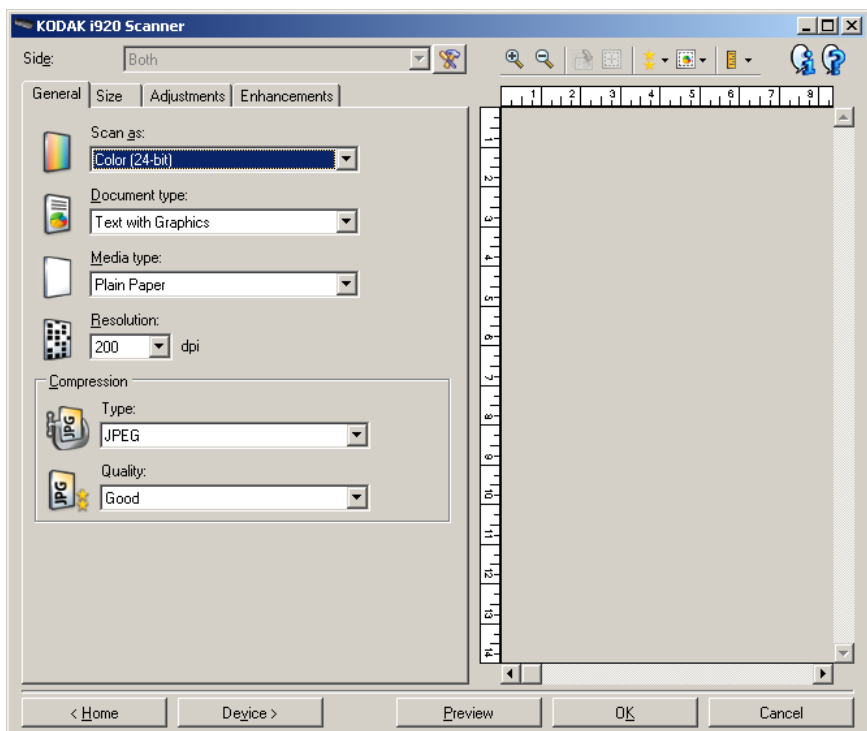 KODAK i920 Scanner
Side:
Both
General Size Adjustments Enhancements
Scan as:
Color (24-bit)
Document type:
Text with Graphics
Media type:
Plain Paper
Resolution:
200 dpi
Compression
Type:
JPG
JPEG
Quality:
JPG
Good
1 2 3 4 5 6 7 8
1
2
3
4
5
6
7
8
9
10
11
12
13
14
< Home Device > Preview OK Cancel